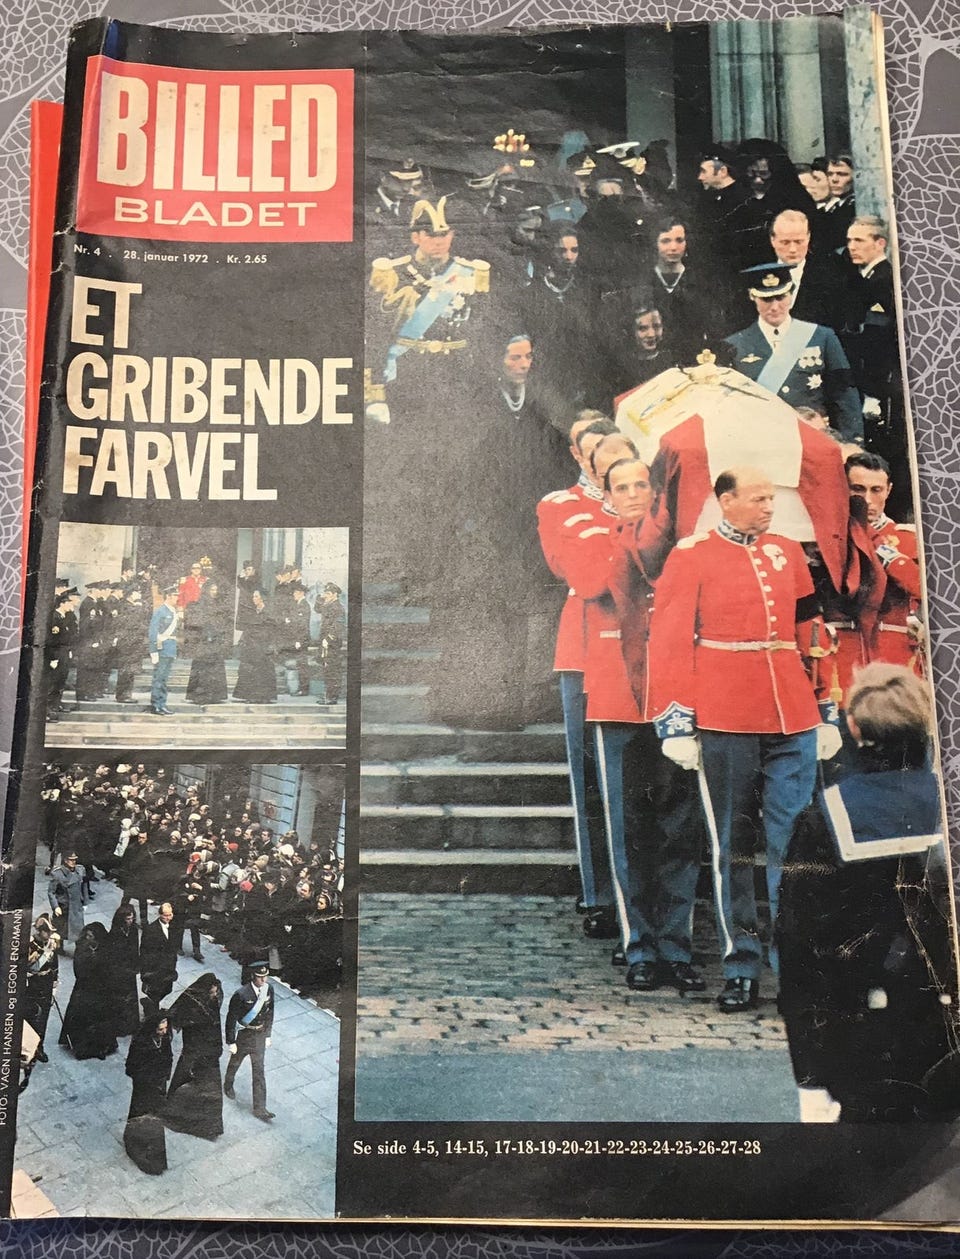 BILLED
BLADET
Nr. 4 . 28. januar 1972 . Kr. 2.65
ET
GRIBENDE
FARVEL
FOTO: VAGN HANSEN og EGON ENGMANN
Se side 4-5, 14-15, 17-18-19-20-21-22-23-24-25-26-27-28